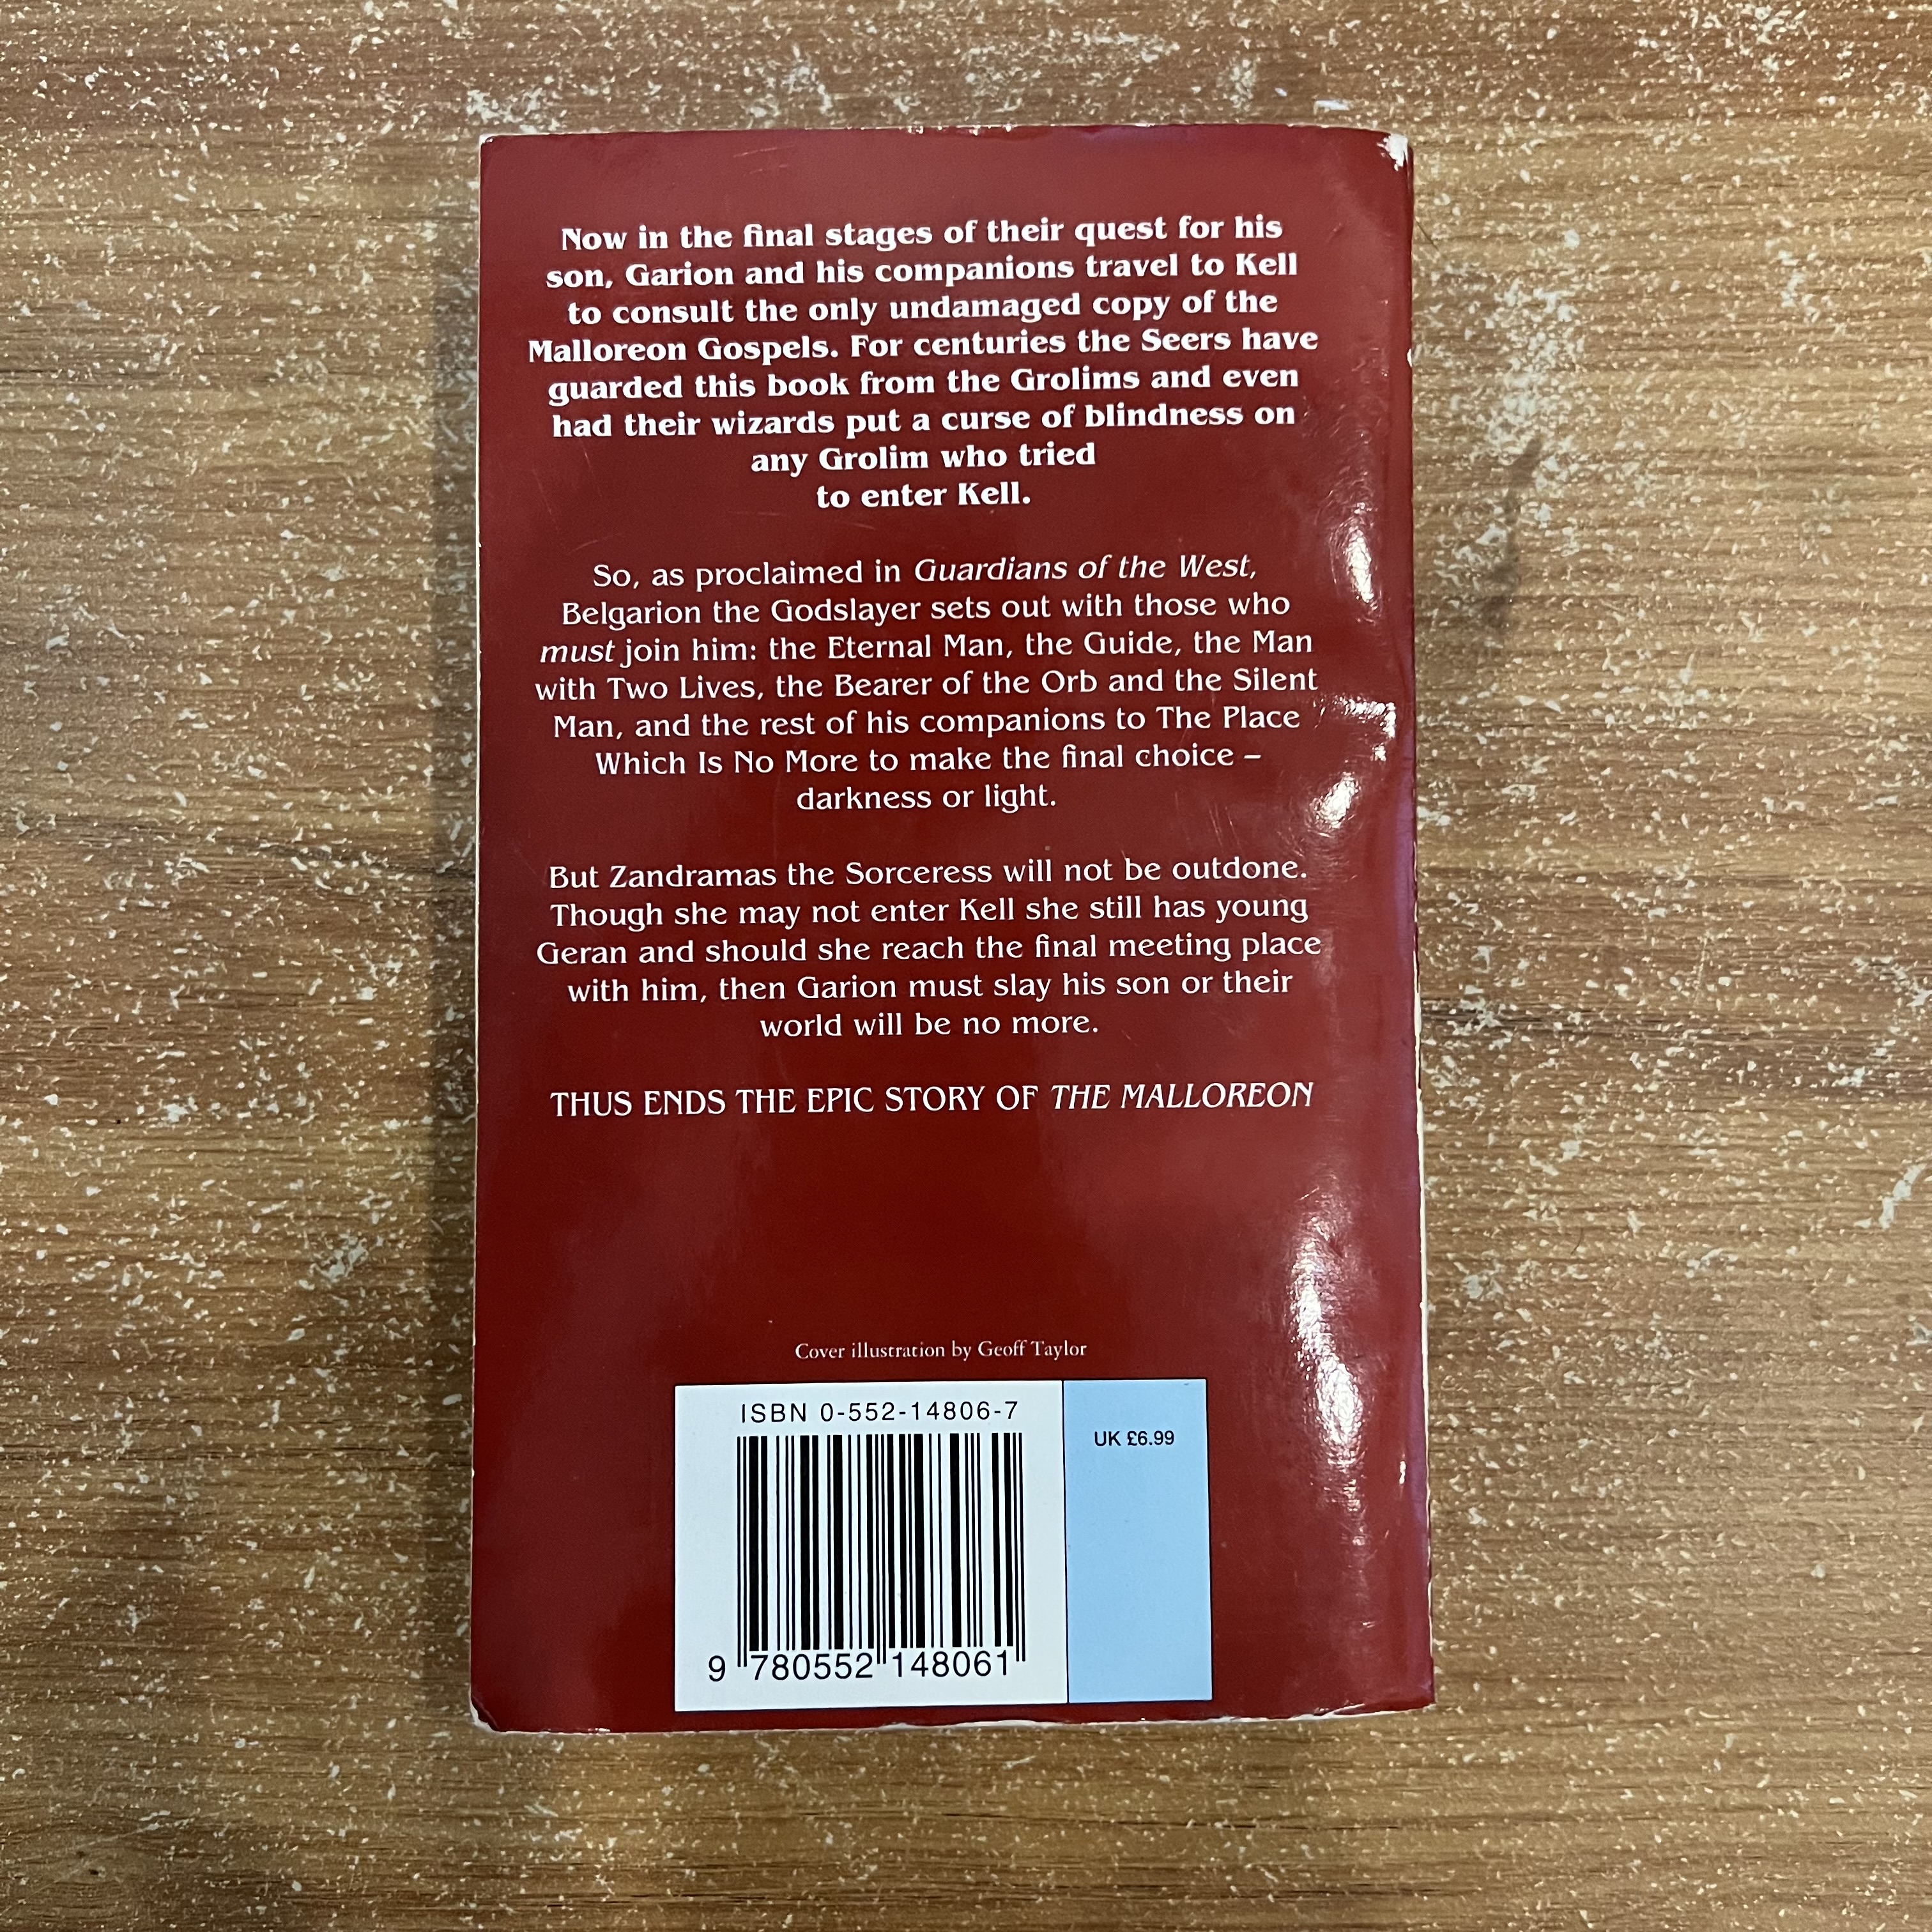 Now in the final stages of their quest for his
son, Garion and his companions travel to Kell
to consult the only undamaged copy of the
Malloreon Gospels. For centuries the Seers have
guarded this book from the Grolims and even
had their wizards put a curse of blindness on
any Grolim who tried
to enter Kell.
So, as proclaimed in Guardians of the West,
Belgarion the Godslayer sets out with those who
must join him: the Eternal Man, the Guide, the Man
with Two Lives, the Bearer of the Orb and the Silent
Man, and the rest of his companions to The Place
Which Is No More to make the final choice –
darkness or light.
But Zandramas the Sorceress will not be outdone.
Though she may not enter Kell she still has young
Geran and should she reach the final meeting place
with him, then Garion must slay his son or their
world will be no more.
THUS ENDS THE EPIC STORY OF THE MALLOREON
Cover illustration by Geoff Taylor
ISBN 0-552-14806-7
UK £6.99
9 780552 148061